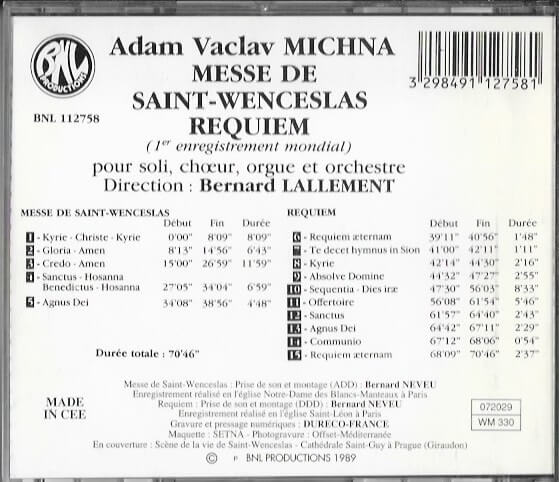 BNL
PRODUCTIONS
BNL 112758
Adam Vaclav MICHNA
MESSE DE
SAINT-WENCESLAS
REQUIEM
(1er enregistrement mondial)
pour soli, chœur, orgue et orchestre
Direction : Bernard LALLEMENT
3 298491 127581
MESSE DE SAINT-WENCESLAS
Début Fin Durée
1 - Kyrie - Christe - Kyrie 0'00" 8'09" 8'09"
2 - Gloria - Amen 8'13" 14'56" 6'43"
3 - Credo - Amen 15'00" 26'59" 11'59"
4 - Sanctus - Hosanna
Benedictus - Hosanna 27'05" 34'04" 6'59"
5 - Agnus Dei 34'08" 38'56" 4'48"
Durée totale : 70'46"
REQUIEM
Début Fin Durée
6 - Requiem æternam 39'11" 40'56" 1'48"
7 - Te decet hymnus in Sion 41'00" 42'11" 1'11"
8 - Kyrie 42'14" 44'30" 2'16"
9 - Absolve Domine 44'32" 47'27" 2'55"
10 - Sequentia - Dies iræ 47'30" 56'03" 8'33"
11 - Offertoire 56'08" 61'54" 5'46"
12 - Sanctus 61'57" 64'40" 2'43"
13 - Agnus Dei 64'42" 67'11" 2'29"
14 - Communio 67'12" 68'06" 0'54"
15 - Requiem æternam 68'09" 70'46" 2'37"
MADE
IN CEE
Messe de Saint-Wenceslas : Prise de son et montage (ADD) : Bernard NEVEU
Enregistrement réalisé en l'église Notre-Dame des Blancs-Manteaux à Paris
Requiem : Prise de son et montage (DDD) : Bernard NEVEU
Enregistrement réalisé en l'église Saint-Léon à Paris
Gravure et pressage numériques : DURECO-FRANCE
Maquette : SETNA - Photogravure : Offset-Méditerranée
En couverture : Scène de la vie de Saint-Wenceslas - Cathédrale Saint-Guy à Prague (Giraudon)
© P BNL PRODUCTIONS 1989
072029
WM 330